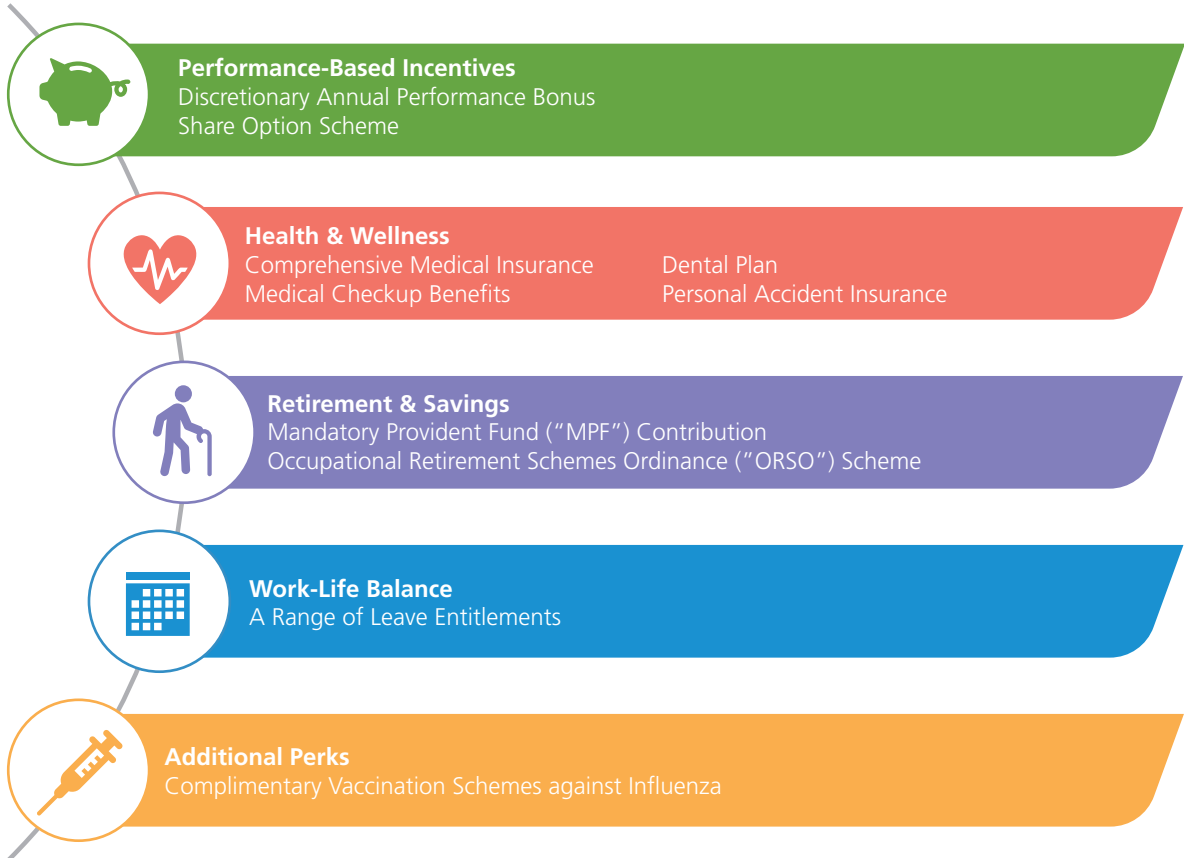 Performance-Based Incentives
Discretionary Annual Performance Bonus
Share Option Scheme
Health & Wellness
Comprehensive Medical Insurance
Medical Checkup Benefits
Dental Plan
Personal Accident Insurance
Retirement & Savings
Mandatory Provident Fund (“MPF”) Contribution
Occupational Retirement Schemes Ordinance (”ORSO”) Scheme
Work-Life Balance
A Range of Leave Entitlements
Additional Perks
Complimentary Vaccination Schemes against Influenza